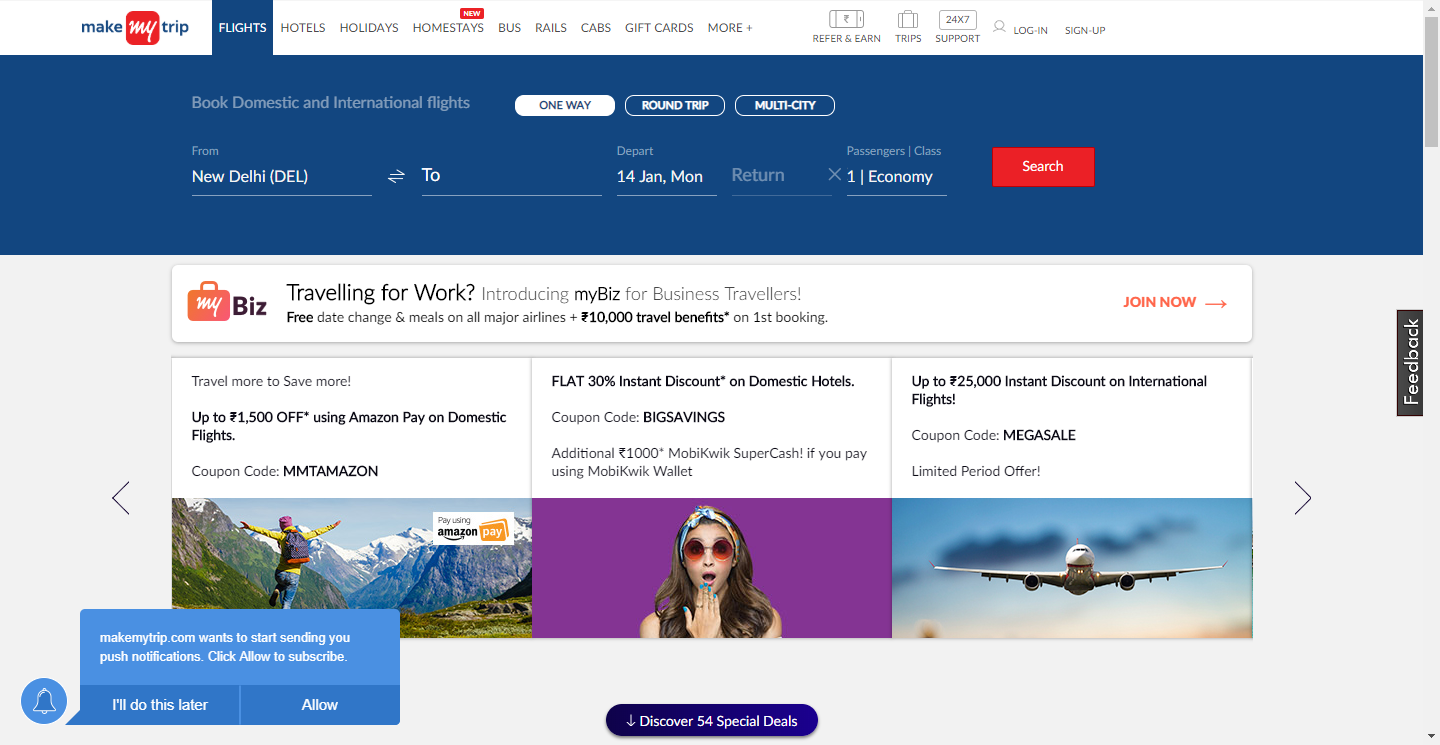 make my trip
FLIGHTS
HOTELS
HOLIDAYS
NEW
HOMESTAYS
BUS
RAILS
CABS
GIFT CARDS
MORE +
₹
REFER & EARN
TRIPS
24X7
SUPPORT
LOG-IN
SIGN-UP
Book Domestic and International flights
ONE WAY
ROUND TRIP
MULTI-CITY
From
New Delhi (DEL)
To
Depart
14 Jan, Mon
Return
Passengers | Class
1 | Economy
Search
my Biz
Travelling for Work? Introducing myBiz for Business Travellers!
Free date change & meals on all major airlines + ₹10,000 travel benefits* on 1st booking.
JOIN NOW
Feedback
Travel more to Save more!
Up to ₹1,500 OFF* using Amazon Pay on Domestic
Flights.
Coupon Code: MMTAMAZON
Pay using
amazon pay
FLAT 30% Instant Discount* on Domestic Hotels.
Coupon Code: BIGSAVINGS
Additional ₹1000* MobiKwik SuperCash! if you pay
using MobiKwik Wallet
Up to ₹25,000 Instant Discount on International
Flights!
Coupon Code: MEGASALE
Limited Period Offer!
makemytrip.com wants to start sending you
push notifications. Click Allow to subscribe.
I'll do this later
Allow
Discover 54 Special Deals